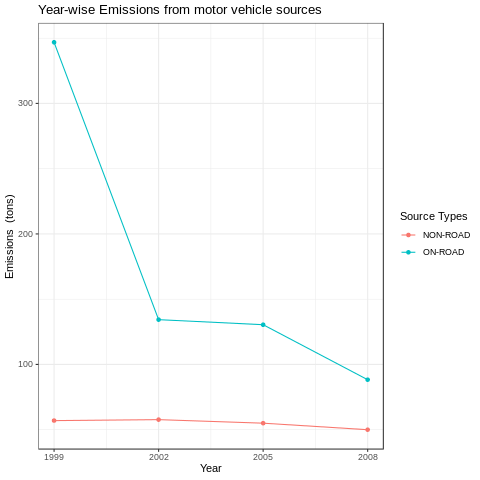 Year-wise Emissions from motor vehicle sources
300
200
100
Emissions (tons)
1999 2002 2005 2008
Year
Source Types
NON-ROAD
ON-ROAD